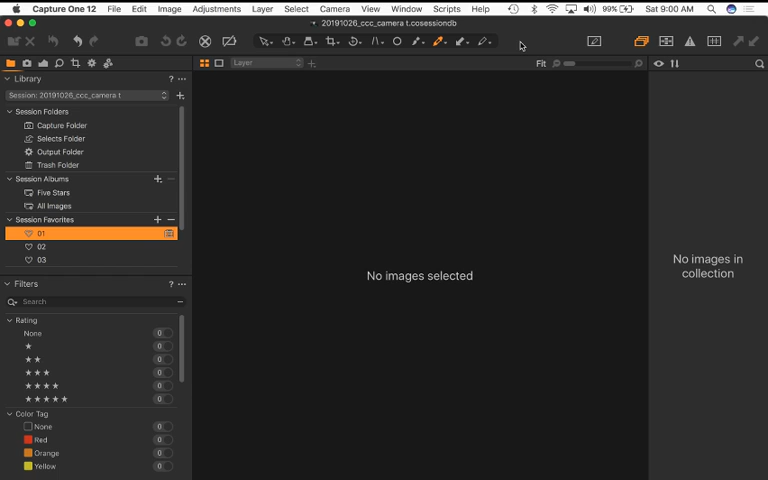 Capture One 12 File Edit Image Adjustments Layer Select Camera View Window Scripts Help 99% Sat 9:00 AM
20191026_ccc_camera t.cosessiondb
Layer Fit
Library ?
Session: 20191026_ccc_camera t
Session Folders
Capture Folder
Selects Folder
Output Folder
Trash Folder
Session Albums
Five Stars
All Images
Session Favorites
01
02
03
Filters ?
Search
Rating
None 0
0
0
0
0
0
Color Tag
None 0
Red 0
Orange 0
Yellow 0
No images selected
No images in
collection